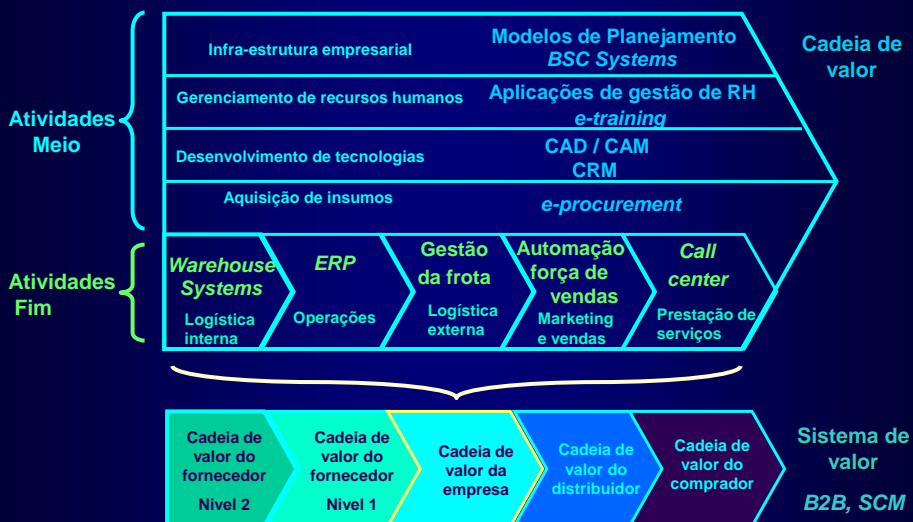 Infra-estrutura empresarial
Modelos de Planejamento
BSC Systems
Cadeia de
valor
Gerenciamento de recursos humanos
Aplicações de gestão de RH
e-training
Atividades
Meio
Desenvolvimento de tecnologias
CAD / CAM
CRM
Aquisição de insumos
e-procurement
Atividades
Fim
Warehouse
Systems
Logística
interna
ERP
Operações
Gestão
da frota
Logística
externa
Automação
força de
vendas
Marketing
e vendas
Call
center
Prestação de
serviços
Cadeia de
valor do
fornecedor
Nivel 2
Cadeia de
valor do
fornecedor
Nivel 1
Cadeia de
valor da
empresa
Cadeia de
valor do
distribuidor
Cadeia de
valor do
comprador
Sistema de
valor
B2B, SCM